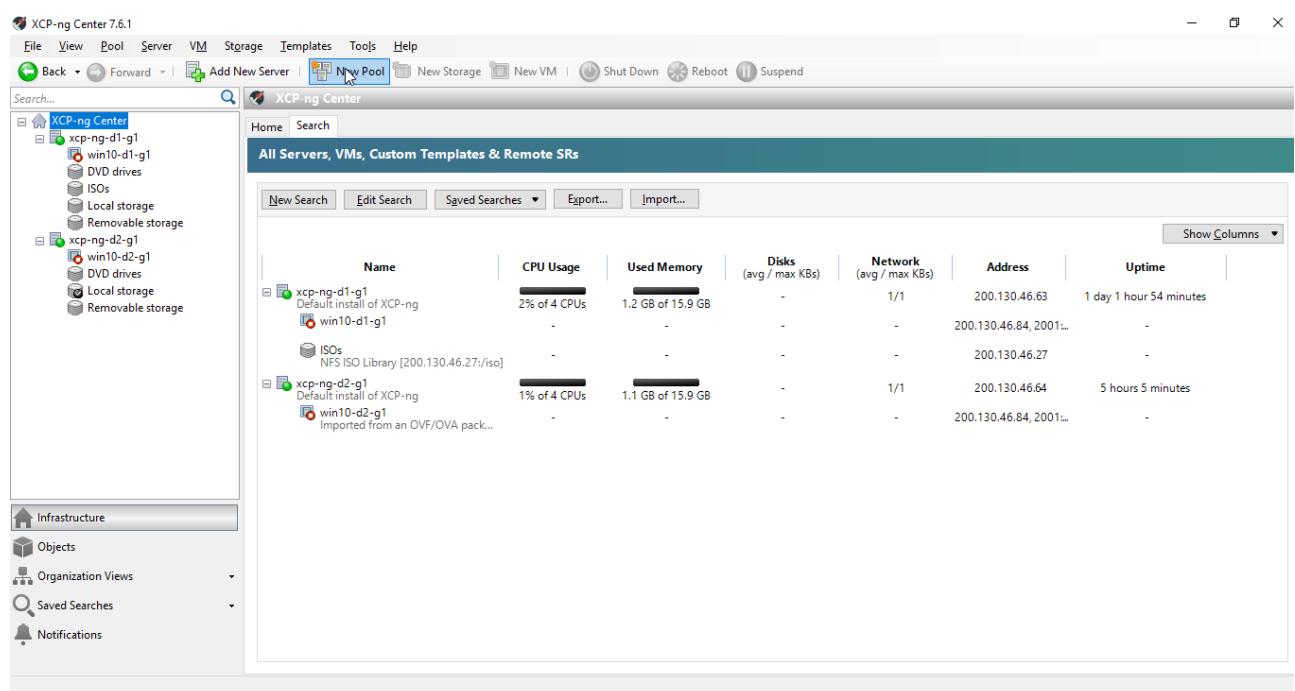 XCP-ng Center 7.6.1
File View Pool Server VM Storage Templates Tools Help
Back Forward Add New Server New Pool New Storage New VM Shut Down Reboot Suspend
Search...
XCP-ng Center
XCP-ng Center
xcp-ng-d1-g1
win10-d1-g1
DVD drives
ISOs
Local storage
Removable storage
xcp-ng-d2-g1
win10-d2-g1
DVD drives
Local storage
Removable storage
Infrastructure
Objects
Organization Views
Saved Searches
Notifications
Home Search
All Servers, VMs, Custom Templates & Remote SRs
New Search Edit Search Saved Searches Export... Import...
Show Columns
Name CPU Usage Used Memory Disks Network Address Uptime
(avg / max KBs) (avg / max KBs)
xcp-ng-d1-g1
Default install of XCP-ng 2% of 4 CPUs 1.2 GB of 15.9 GB - 1/1 200.130.46.63 1 day 1 hour 54 minutes
win10-d1-g1 - - - - 200.130.46.84, 2001:... -
ISOs
NFS ISO Library [200.130.46.27:/iso] - - - - 200.130.46.27 -
xcp-ng-d2-g1
Default install of XCP-ng 1% of 4 CPUs 1.1 GB of 15.9 GB - 1/1 200.130.46.64 5 hours 5 minutes
win10-d2-g1
Imported from an OVF/OVA pack... - - - - 200.130.46.84, 2001:... -